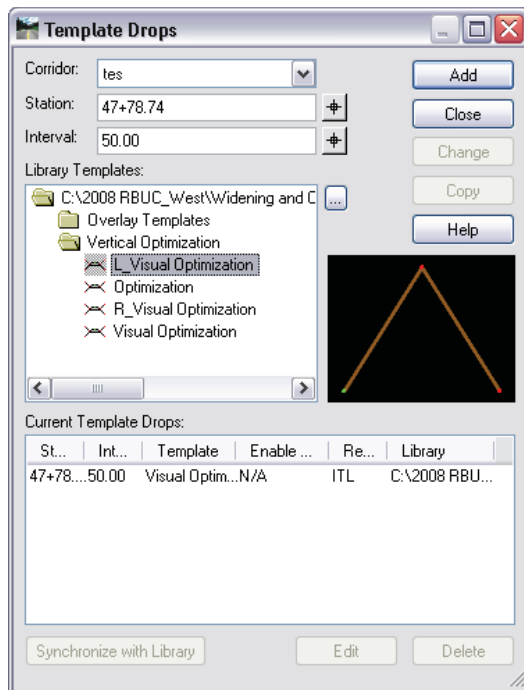 Template Drops
Corridor: tes Add
Station: 47+78.74 Close
Interval: 50.00 Change
Library Templates: Copy
C:\2008 RBUC_West\Widening and C ... Help
Overlay Templates
Vertical Optimization
L_Visual Optimization
Optimization
R_Visual Optimization
Visual Optimization
Current Template Drops:
St... Int... Template Enable ... Re... Library
47+78....50.00 Visual Optim...N/A ITL C:\2008 RBU...
Synchronize with Library Edit Delete